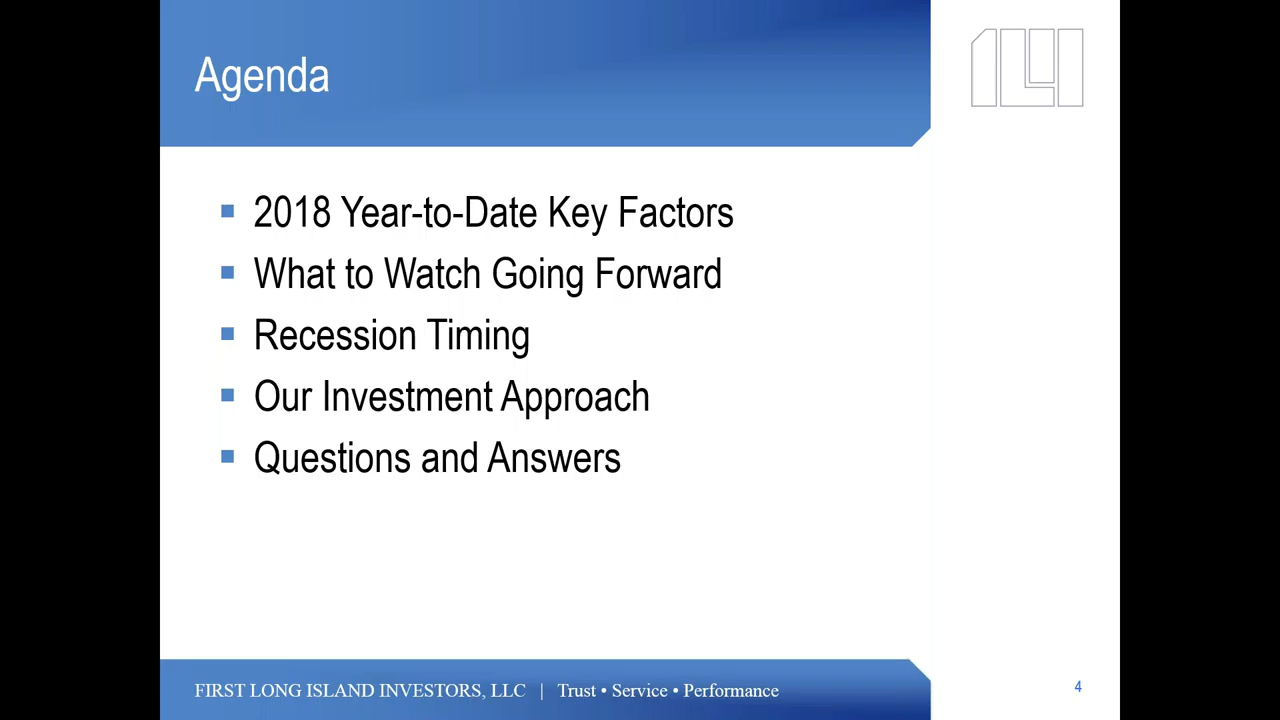 Agenda
2018 Year-to-Date Key Factors
What to Watch Going Forward
Recession Timing
Our Investment Approach
Questions and Answers
FIRST LONG ISLAND INVESTORS, LLC | Trust • Service • Performance
4